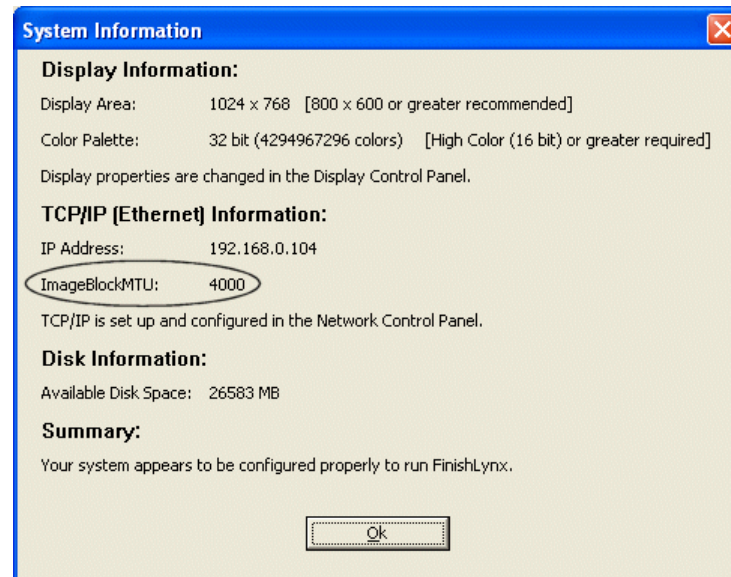 System Information
Display Information:
Display Area: 1024 x 768 [800 x 600 or greater recommended]
Color Palette: 32 bit (4294967296 colors) [High Color (16 bit) or greater required]
Display properties are changed in the Display Control Panel.
TCP/IP (Ethernet) Information:
IP Address: 192.168.0.104
ImageBlockMTU: 4000
TCP/IP is set up and configured in the Network Control Panel.
Disk Information:
Available Disk Space: 26583 MB
Summary:
Your system appears to be configured properly to run FinishLynx.
Ok